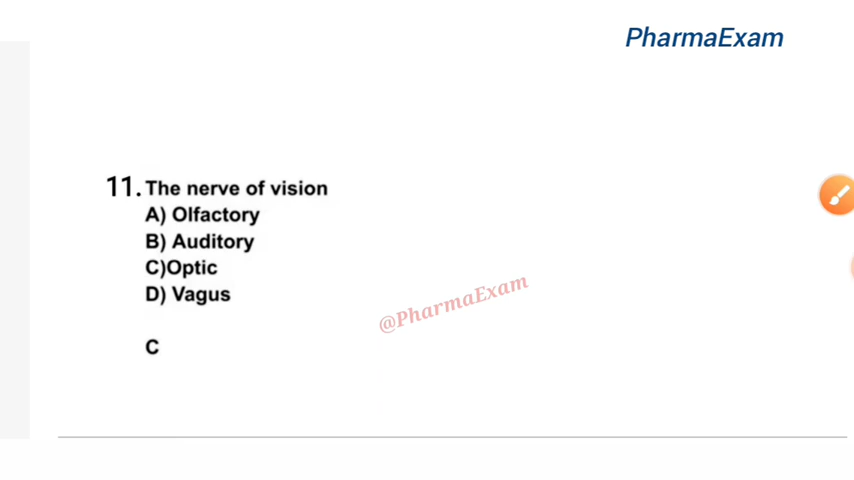 PharmaExam
11. The nerve of vision
A) Olfactory
B) Auditory
C)Optic
D) Vagus
@PharmaExam
C